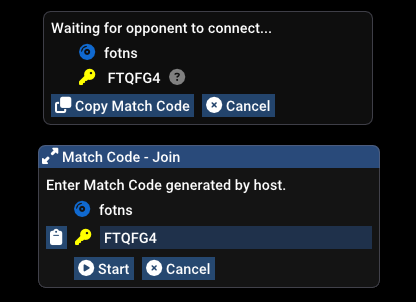 Waiting for opponent to connect...
fotns
FTQFG4 ?
Copy Match Code Cancel
Match Code - Join
Enter Match Code generated by host.
fotns
FTQFG4
Start Cancel